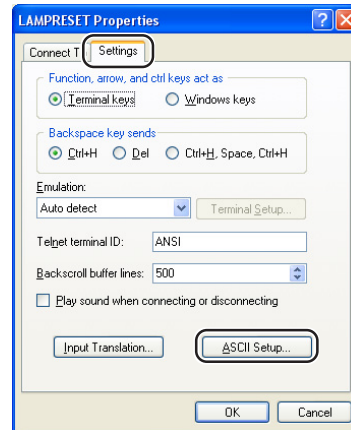 LAMPRESET Properties
Connect T Settings
Function, arrow, and ctrl keys act as
Terminal keys Windows keys
Backspace key sends
Ctrl+H Del Ctrl+H, Space, Ctrl+H
Emulation:
Auto detect Terminal Setup...
Telnet terminal ID: ANSI
Backscroll buffer lines: 500
Play sound when connecting or disconnecting
Input Translation... ASCII Setup...
OK Cancel